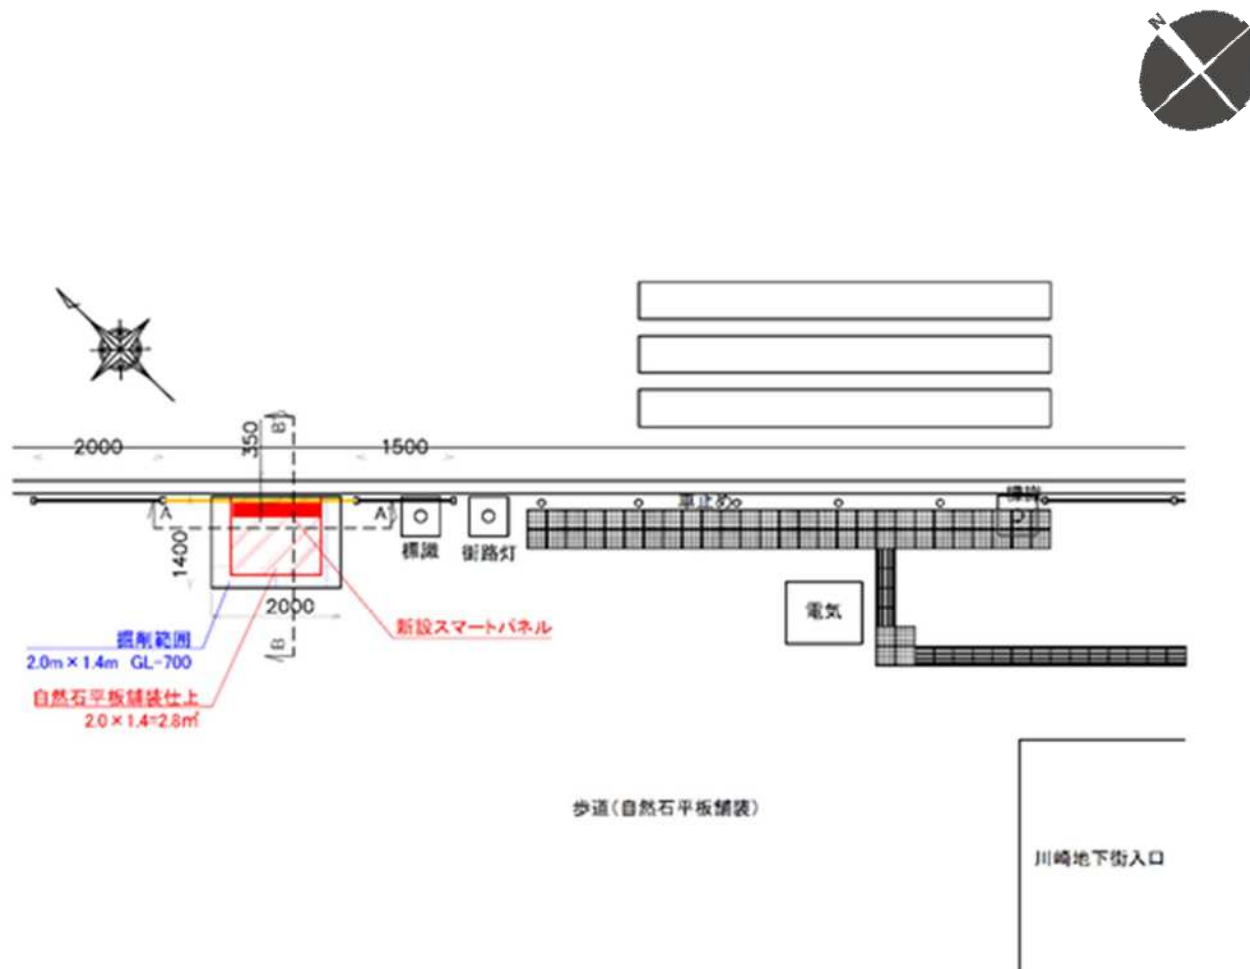 N
2000
350
B'
1500
A
A'
車止め
標識
1400
標識
街路灯
2000
電気
新設スマートパネル
掘削範囲
2.0m×1.4m GL-700
B
自然石平板舗装仕上
2.0×1.4=2.8㎡
歩道(自然石平板舗装)
川崎地下街入口